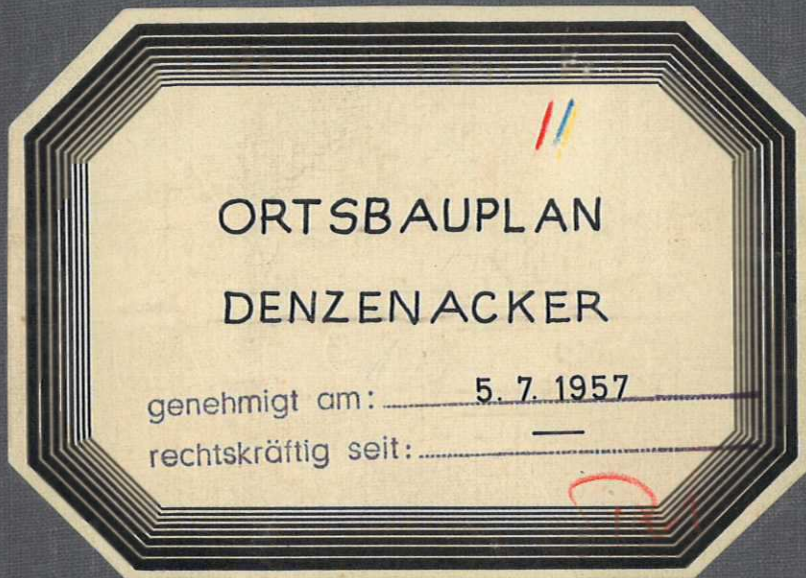 ORTSBAUPLAN
DENZENACKER
genehmigt am: 5. 7. 1957
rechtskräftig seit: —